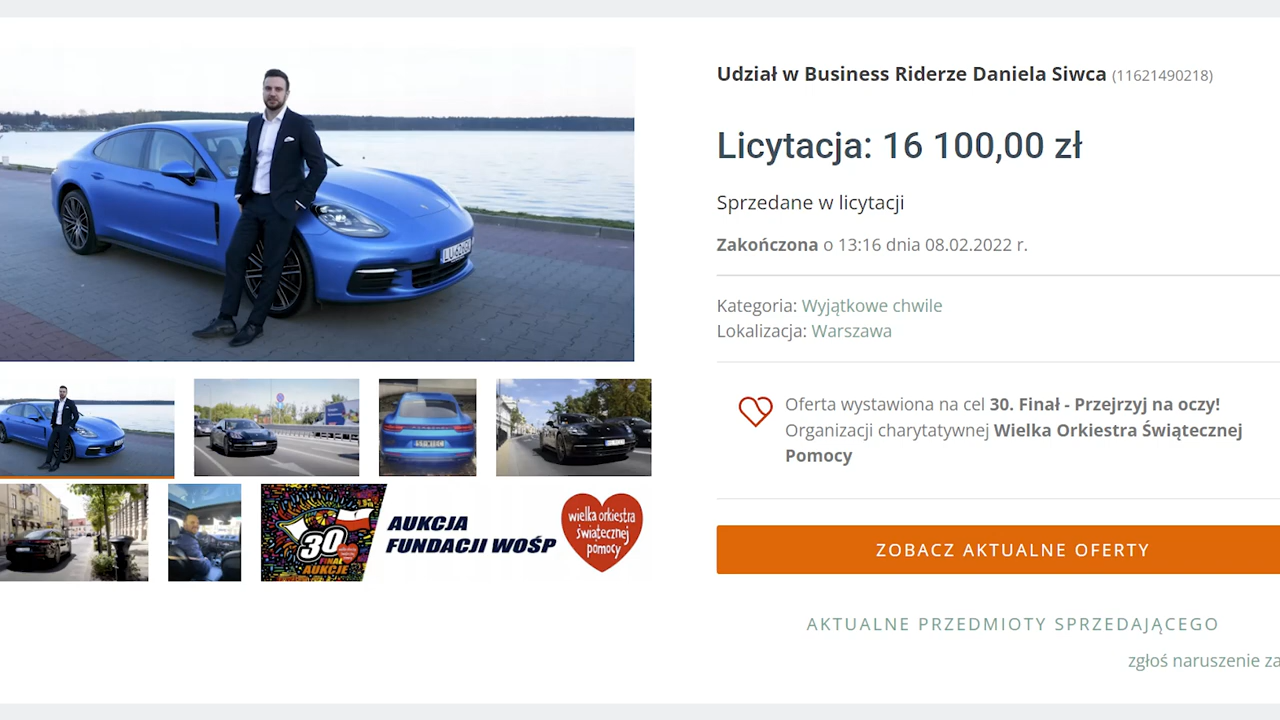 Udział w Business Riderze Daniela Siwca (11621490218)
Licytacja: 16 100,00 zł
Sprzedane w licytacji
Zakończona o 13:16 dnia 08.02.2022 r.
Kategoria: Wyjątkowe chwile
Lokalizacja: Warszawa
Oferta wystawiona na cel 30. Finał - Przejrzyj na oczy!
Organizacji charytatywnej Wielka Orkiestra Świątecznej
Pomocy
ZOBACZ AKTUALNE OFERTY
AKTUALNE PRZEDMIOTY SPRZEDAJĄCEGO
zgłoś naruszenie za
30
FINAŁ
AUKCJE
AUKCJA
FUNDACJI WOŚP
wielka orkiestra
świątecznej
pomocy